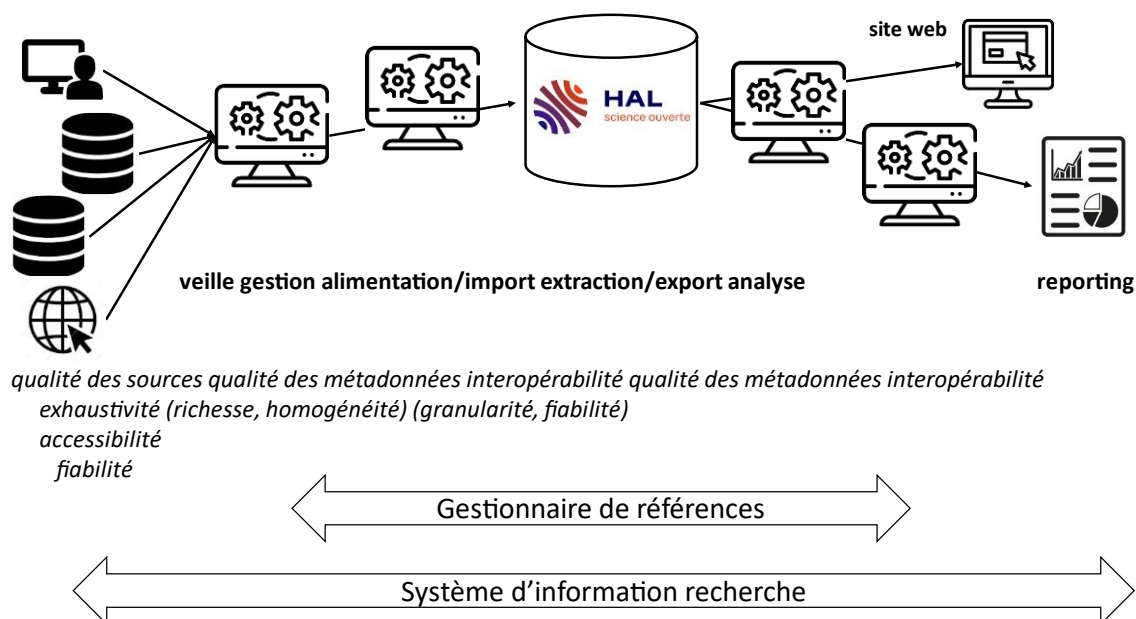 site web
HAL
science ouverte
veille gestion alimentation/import extraction/export analyse
reporting
qualité des sources qualité des métadonnées interopérabilité qualité des métadonnées interopérabilité
exhaustivité (richesse, homogénéité) (granularité, fiabilité)
accessibilité
fiabilité
Gestionnaire de références
Système d’information recherche